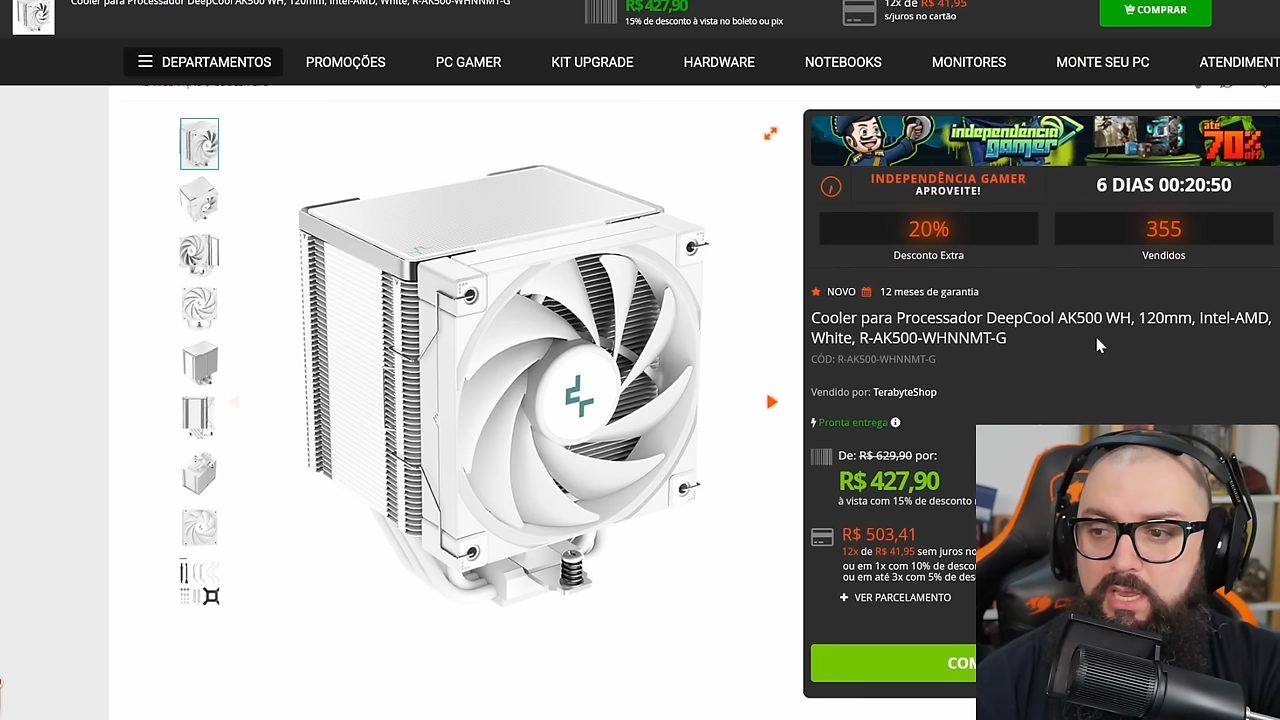 Cooler para Processador DeepCool AK500 WH, 120mm, Intel-AMD, White, R-AK500-WHNNMT-G
R$ 427,90
15% de desconto à vista no boleto ou pix
12x de R$ 41,95
s/juros no cartão
COMPRAR
DEPARTAMENTOS
PROMOÇÕES
PC GAMER
KIT UPGRADE
HARDWARE
NOTEBOOKS
MONITORES
MONTE SEU PC
ATENDIMENT
independência
gamer
até
70%
off
INDEPENDÊNCIA GAMER
APROVEITE!
6 DIAS 00:20:50
20%
Desconto Extra
355
Vendidos
NOVO
12 meses de garantia
Cooler para Processador DeepCool AK500 WH, 120mm, Intel-AMD,
White, R-AK500-WHNNMT-G
CÓD: R-AK500-WHNNMT-G
Vendido por: TerabyteShop
Pronta entrega
De: R$ 629,90 por:
R$ 427,90
à vista com 15% de desconto
R$ 503,41
12x de R$ 41,95 sem juros no
ou em 1x com 10% de descon
ou em até 3x com 5% de des
+ VER PARCELAMENTO
COM